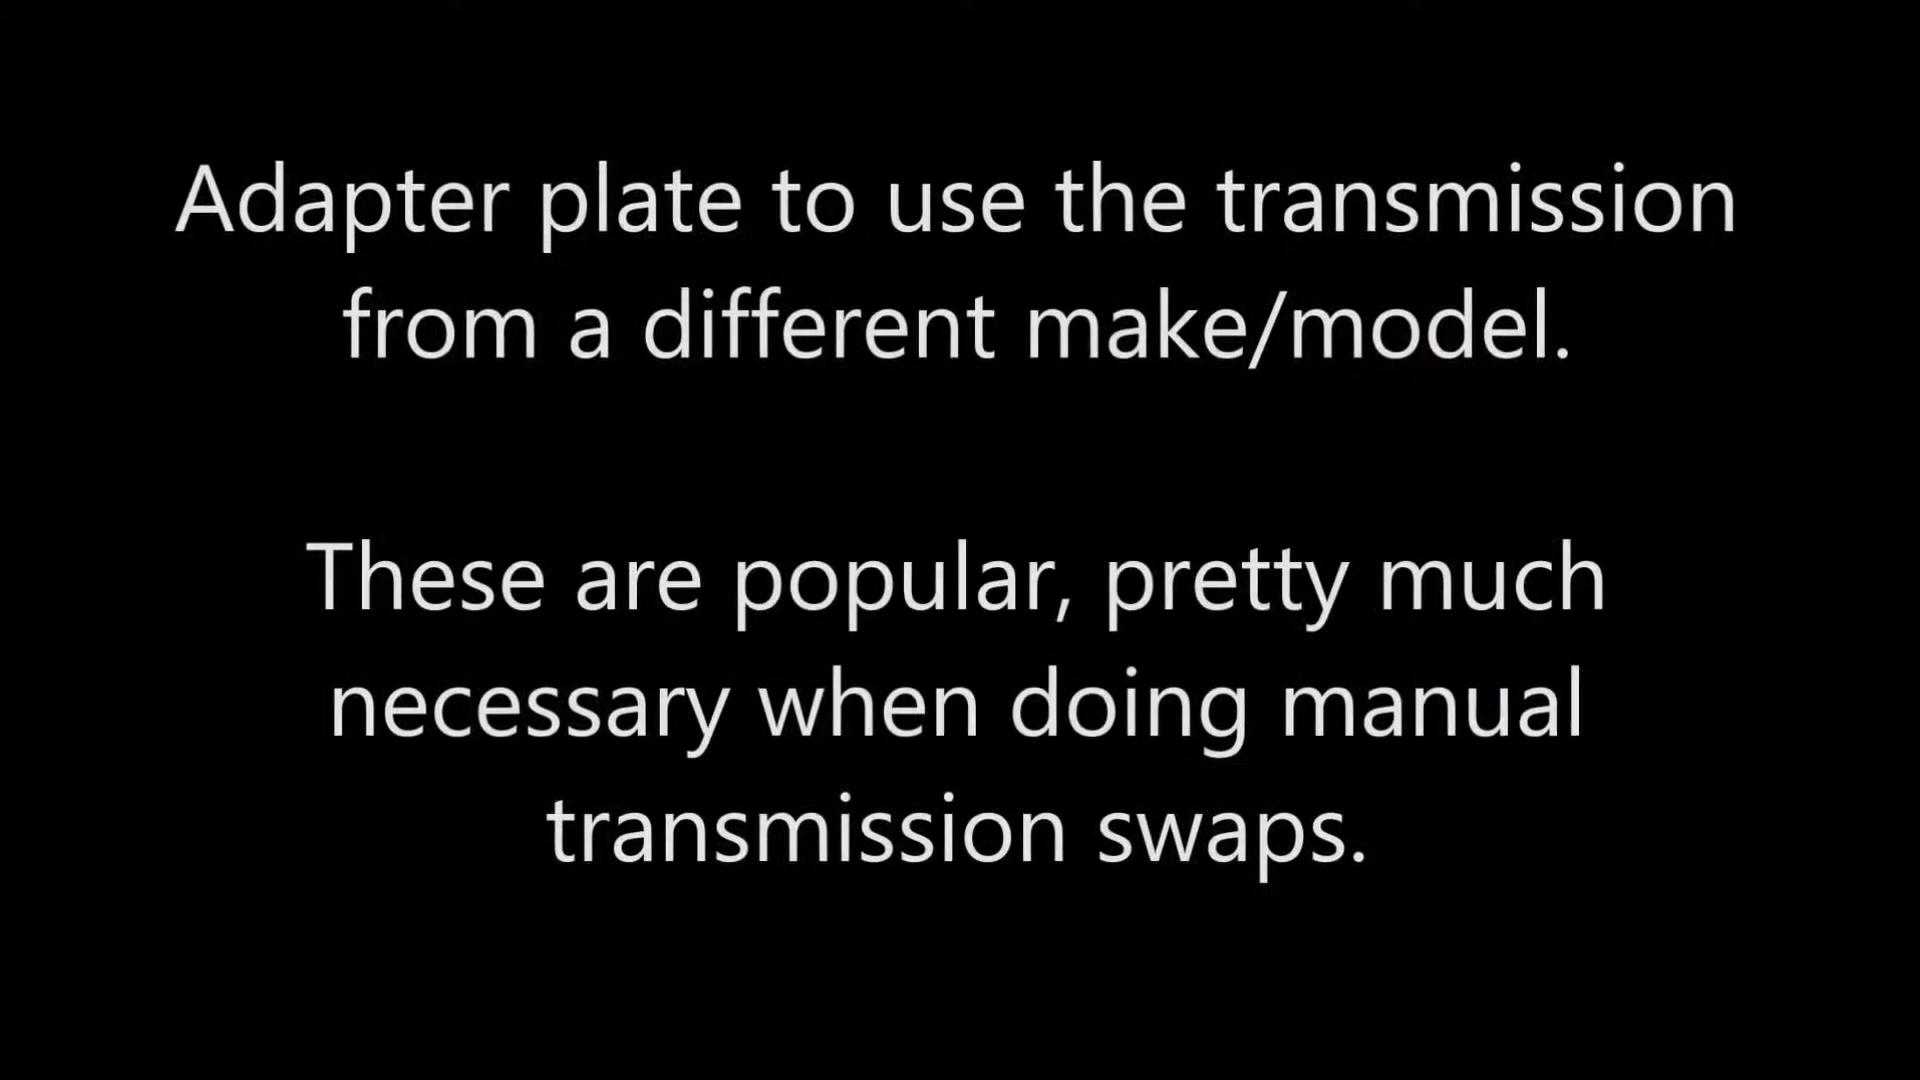 Adapter plate to use the transmission
from a different make/model.
These are popular, pretty much
necessary when doing manual
transmission swaps.